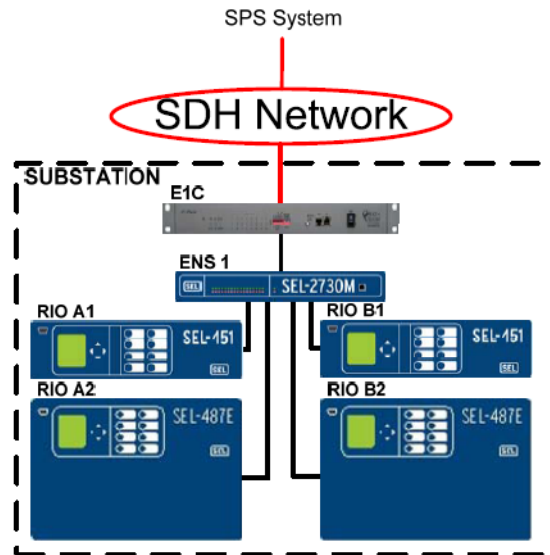 SPS System
SDH Network
SUBSTATION
E1C
ENS 1
SEL SEL-2730M
RIO A1
SEL-451
SEL
RIO B1
SEL-451
SEL
RIO A2
SEL-487E
SEL
RIO B2
SEL-487E
SEL